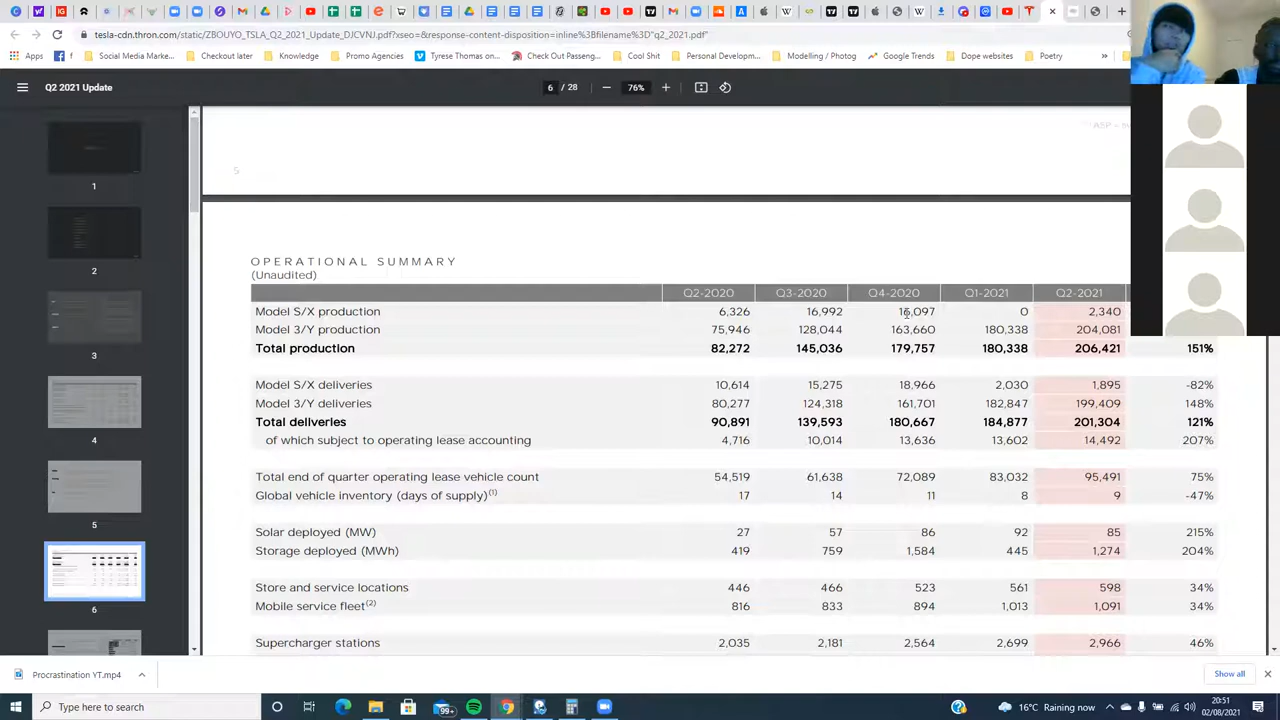 tesla-cdn.thron.com/static/ZBOUYO_TSLA_Q2_2021_Update_DJCVNJ.pdf?xseo=&response-content-disposition=inline%3Bfilename%3D"q2_2021.pdf"
Apps Social Media Marke... Checkout later Knowledge Promo Agencies Tyrese Thomas on... Check Out Passeng... Cool Shit Personal Developm... Modelling / Photog Google Trends Dope websites Poetry »
Q2 2021 Update 6 / 28 76%
5
1
2
3
4
5
6
OPERATIONAL SUMMARY
(Unaudited)
Q2-2020 Q3-2020 Q4-2020 Q1-2021 Q2-2021
Model S/X production 6,326 16,992 16,097 0 2,340
Model 3/Y production 75,946 128,044 163,660 180,338 204,081
Total production 82,272 145,036 179,757 180,338 206,421 151%
Model S/X deliveries 10,614 15,275 18,966 2,030 1,895 -82%
Model 3/Y deliveries 80,277 124,318 161,701 182,847 199,409 148%
Total deliveries 90,891 139,593 180,667 184,877 201,304 121%
of which subject to operating lease accounting 4,716 10,014 13,636 13,602 14,492 207%
Total end of quarter operating lease vehicle count 54,519 61,638 72,089 83,032 95,491 75%
Global vehicle inventory (days of supply)(1) 17 14 11 8 9 -47%
Solar deployed (MW) 27 57 86 92 85 215%
Storage deployed (MWh) 419 759 1,584 445 1,274 204%
Store and service locations 446 466 523 561 598 34%
Mobile service fleet(2) 816 833 894 1,013 1,091 34%
Supercharger stations 2,035 2,181 2,564 2,699 2,966 46%
Procrastination YT.mp4 Show all
Type here to search 99+ 16°C Raining now 20:51
02/08/2021